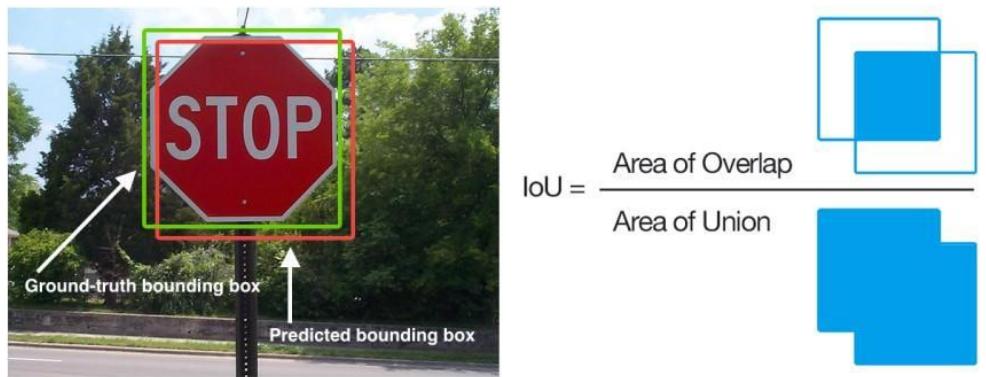 STOP
Ground-truth bounding box
Predicted bounding box
IoU =
Area of Overlap
Area of Union